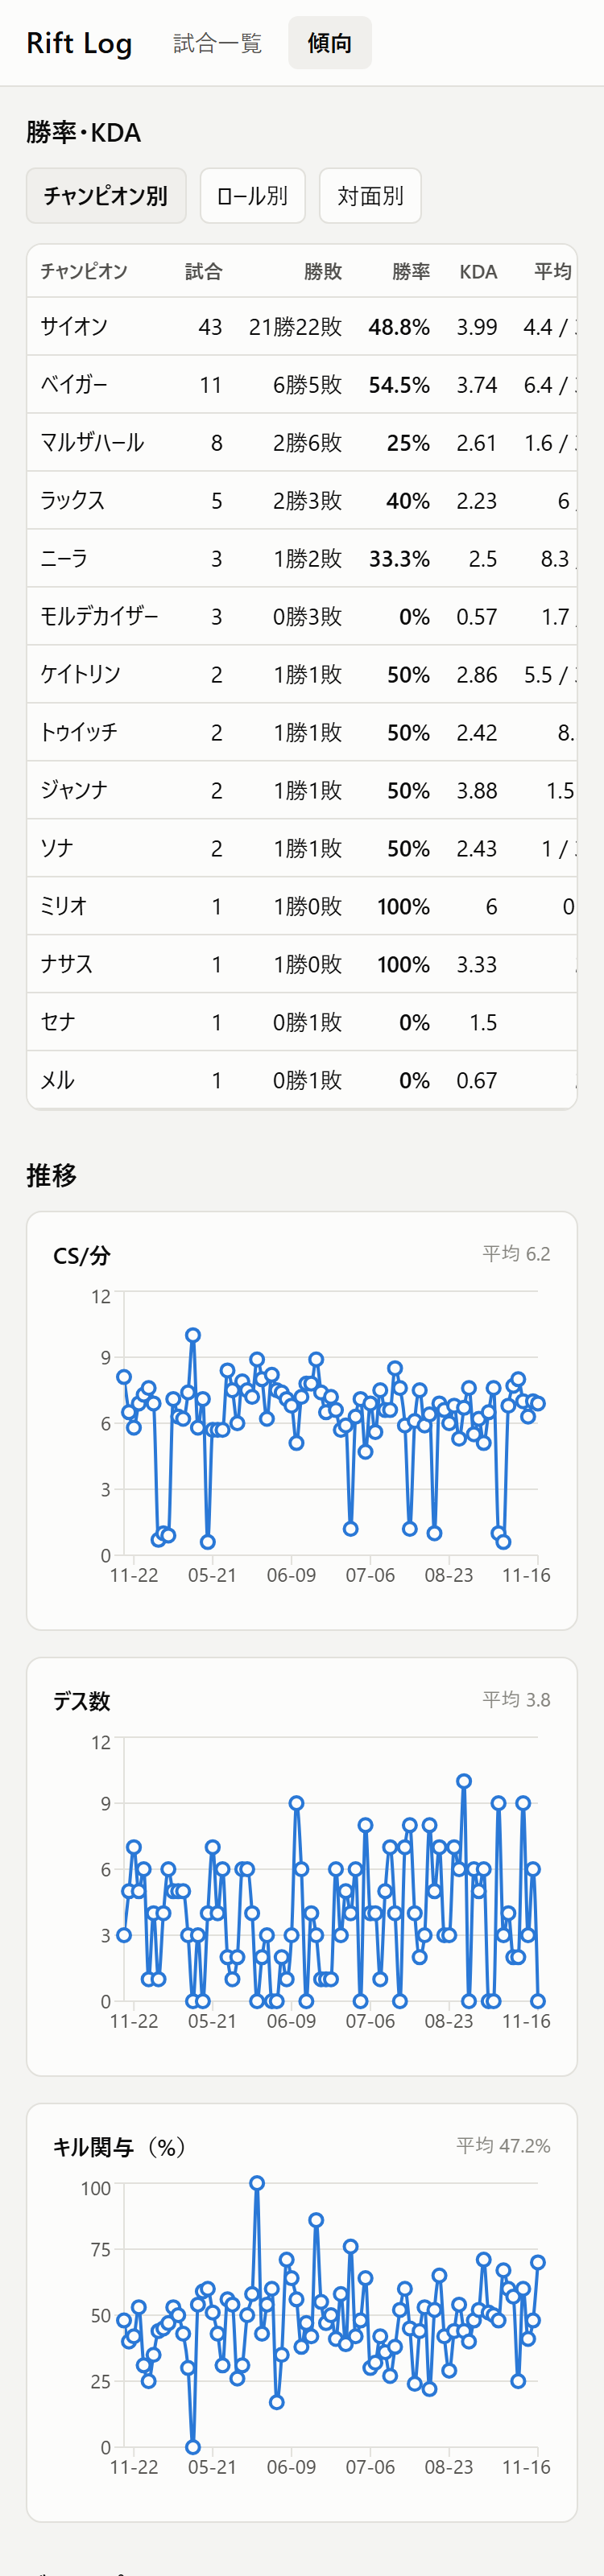 Rift Log 試合一覧 傾向
勝率・KDA
チャンピオン別 ロール別 対面別
チャンピオン 試合 勝敗 勝率 KDA 平均
サイオン 43 21勝22敗 48.8% 3.99 4.4 /
ベイガー 11 6勝5敗 54.5% 3.74 6.4 /
マルザハール 8 2勝6敗 25% 2.61 1.6 /
ラックス 5 2勝3敗 40% 2.23 6
ニーラ 3 1勝2敗 33.3% 2.5 8.3
モルデカイザー 3 0勝3敗 0% 0.57 1.7
ケイトリン 2 1勝1敗 50% 2.86 5.5 /
トゥイッチ 2 1勝1敗 50% 2.42 8.
ジャンナ 2 1勝1敗 50% 3.88 1.5
ソナ 2 1勝1敗 50% 2.43 1 /
ミリオ 1 1勝0敗 100% 6 0
ナサス 1 1勝0敗 100% 3.33
セナ 1 0勝1敗 0% 1.5
メル 1 0勝1敗 0% 0.67
推移
CS/分 平均 6.2
12
9
6
3
0
11-22 05-21 06-09 07-06 08-23 11-16
デス数 平均 3.8
12
9
6
3
0
11-22 05-21 06-09 07-06 08-23 11-16
キル関与（%） 平均 47.2%
100
75
50
25
0
11-22 05-21 06-09 07-06 08-23 11-16